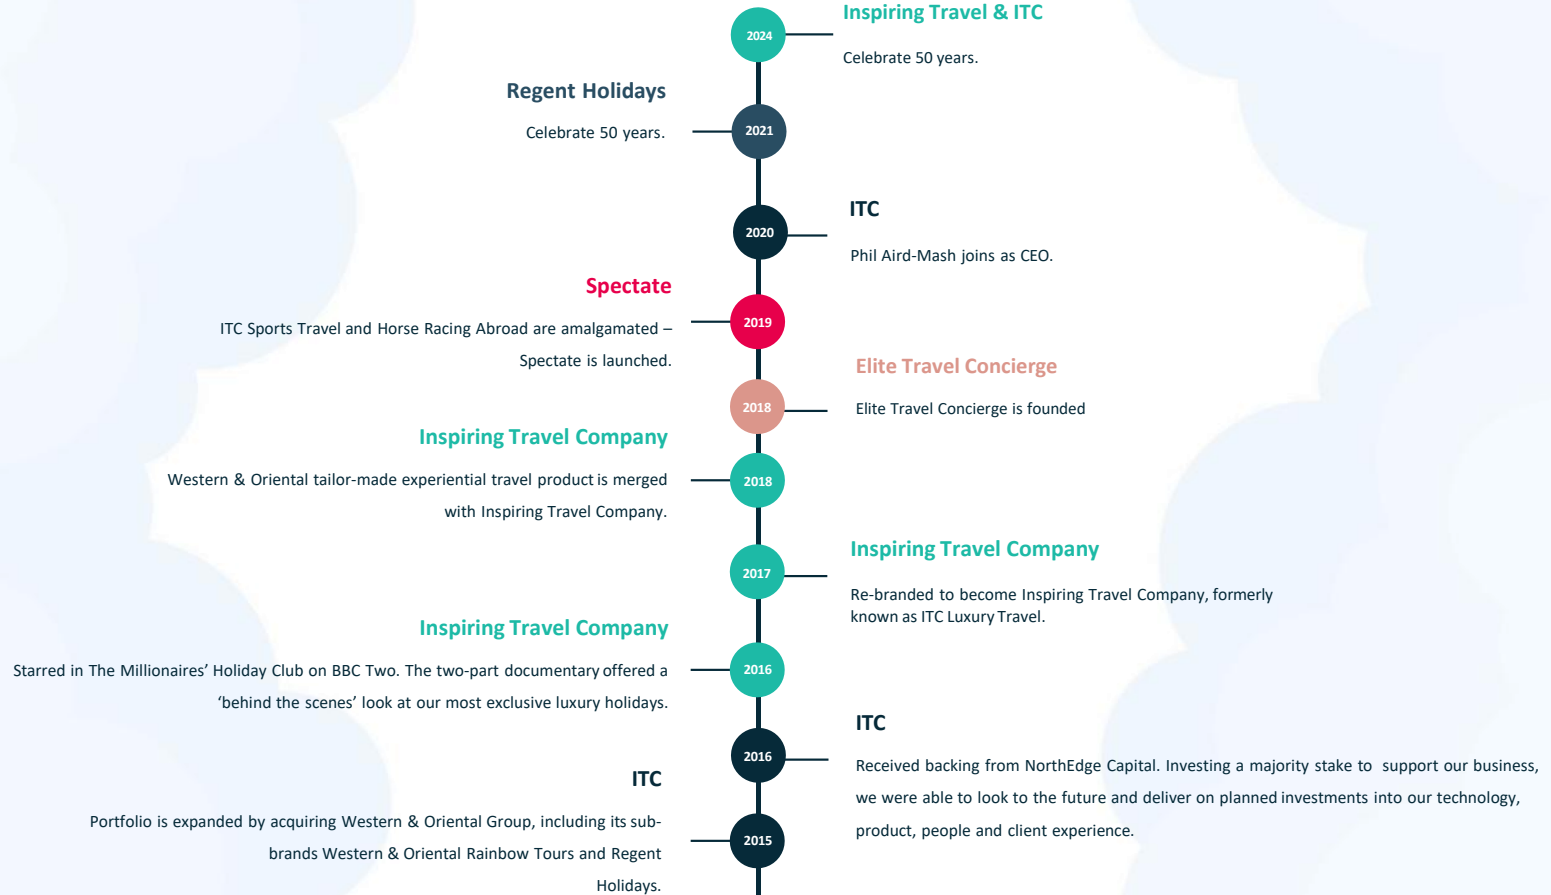 Inspiring Travel & ITC
2024
Celebrate 50 years.
Regent Holidays
2021
Celebrate 50 years.
ITC
2020
Phil Aird-Mash joins as CEO.
Spectate
2019
ITC Sports Travel and Horse Racing Abroad are amalgamated –
Spectate is launched.
Elite Travel Concierge
2018
Elite Travel Concierge is founded
Inspiring Travel Company
2018
Western & Oriental tailor-made experiential travel product is merged
with Inspiring Travel Company.
Inspiring Travel Company
2017
Re-branded to become Inspiring Travel Company, formerly
known as ITC Luxury Travel.
Inspiring Travel Company
2016
Starred in The Millionaires’ Holiday Club on BBC Two. The two-part documentary offered a
‘behind the scenes’ look at our most exclusive luxury holidays.
ITC
2016
Received backing from NorthEdge Capital. Investing a majority stake to support our business,
we were able to look to the future and deliver on planned investments into our technology,
product, people and client experience.
ITC
2015
Portfolio is expanded by acquiring Western & Oriental Group, including its sub-
brands Western & Oriental Rainbow Tours and Regent
Holidays.